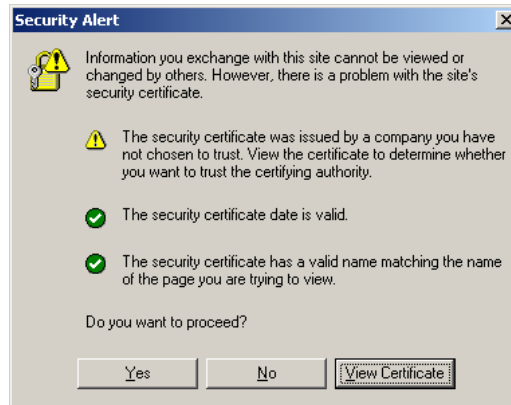 Security Alert
Information you exchange with this site cannot be viewed or
changed by others. However, there is a problem with the site's
security certificate.
The security certificate was issued by a company you have
not chosen to trust. View the certificate to determine whether
you want to trust the certifying authority.
The security certificate date is valid.
The security certificate has a valid name matching the name
of the page you are trying to view.
Do you want to proceed?
Yes No View Certificate